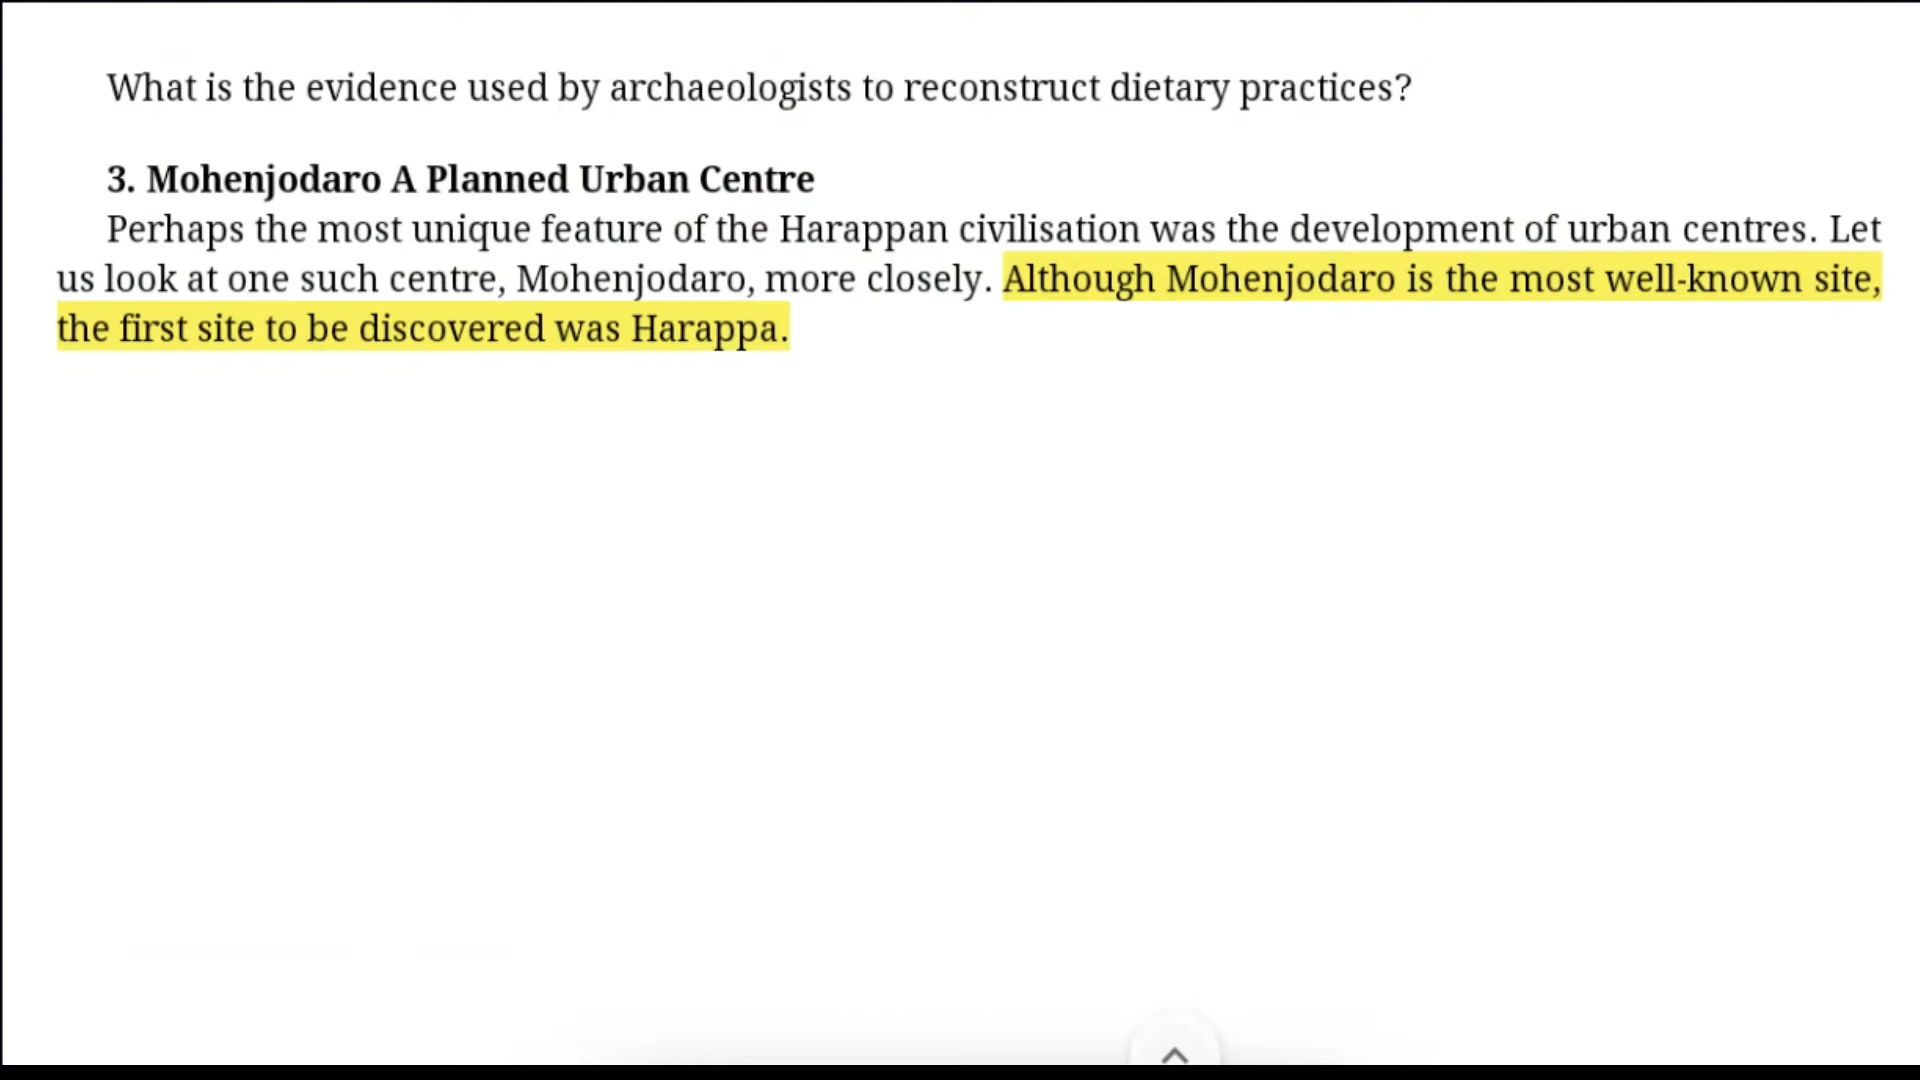 What is the evidence used by archaeologists to reconstruct dietary practices?
3. Mohenjodaro A Planned Urban Centre
Perhaps the most unique feature of the Harappan civilisation was the development of urban centres. Let
us look at one such centre, Mohenjodaro, more closely. Although Mohenjodaro is the most well-known site,
the first site to be discovered was Harappa.